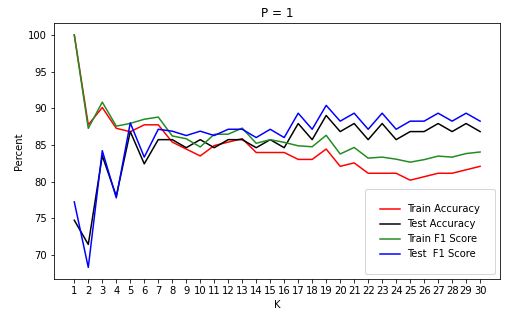 P = 1
100
95
90
85
80
75
70
Percent
1 2 3 4 5 6 7 8 9 10 11 12 13 14 15 16 17 18 19 20 21 22 23 24 25 26 27 28 29 30
K
Train Accuracy
Test Accuracy
Train F1 Score
Test  F1 Score